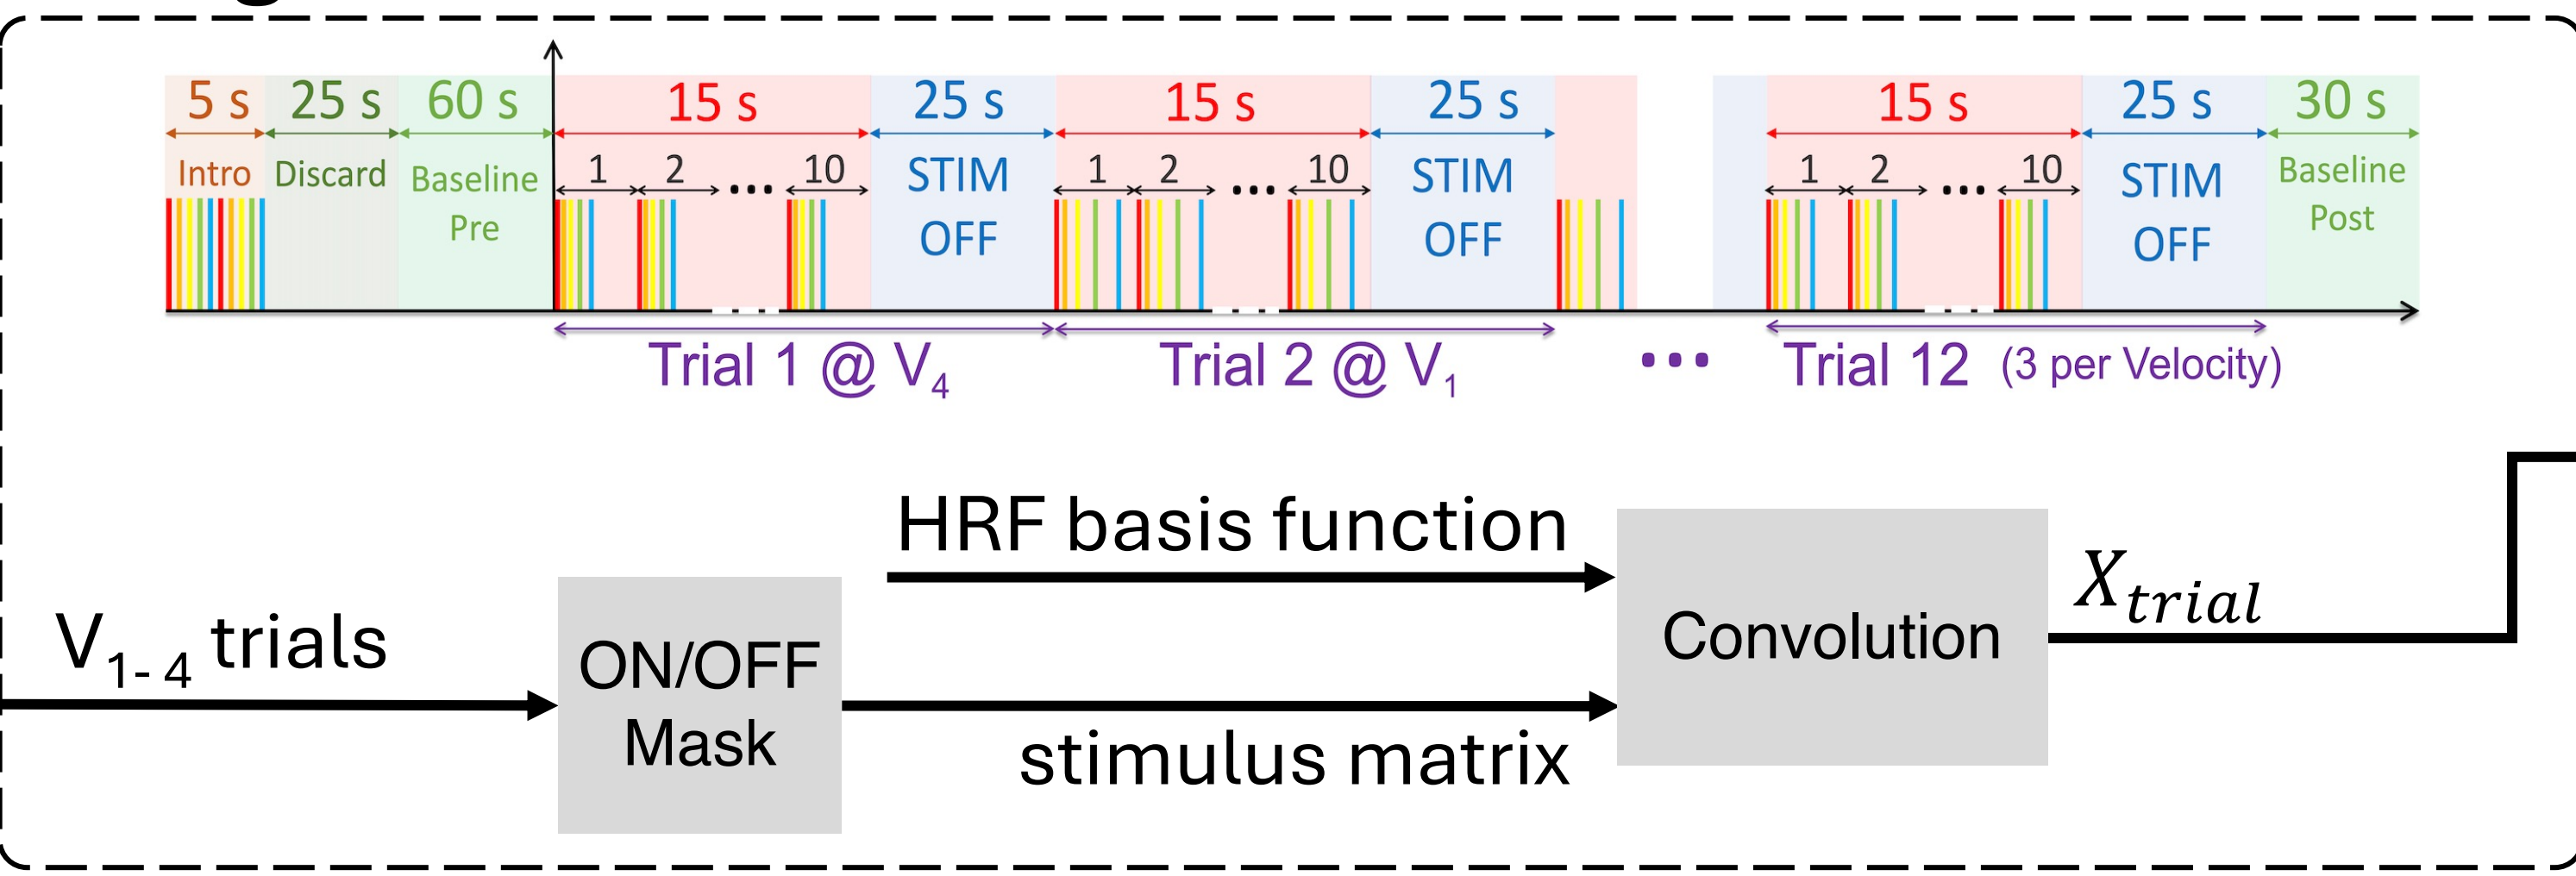 5 s 25 s 60 s 15 s 25 s 15 s 25 s 15 s 25 s 30 s
Intro Discard Baseline Pre 1 2 ... 10 STIM OFF 1 2 ... 10 STIM OFF 1 2 ... 10 STIM OFF Baseline Post
Trial 1 @ V4 Trial 2 @ V1 ... Trial 12 (3 per Velocity)
HRF basis function
V1-4 trials
ON/OFF
Mask
stimulus matrix
Convolution
Xtrial